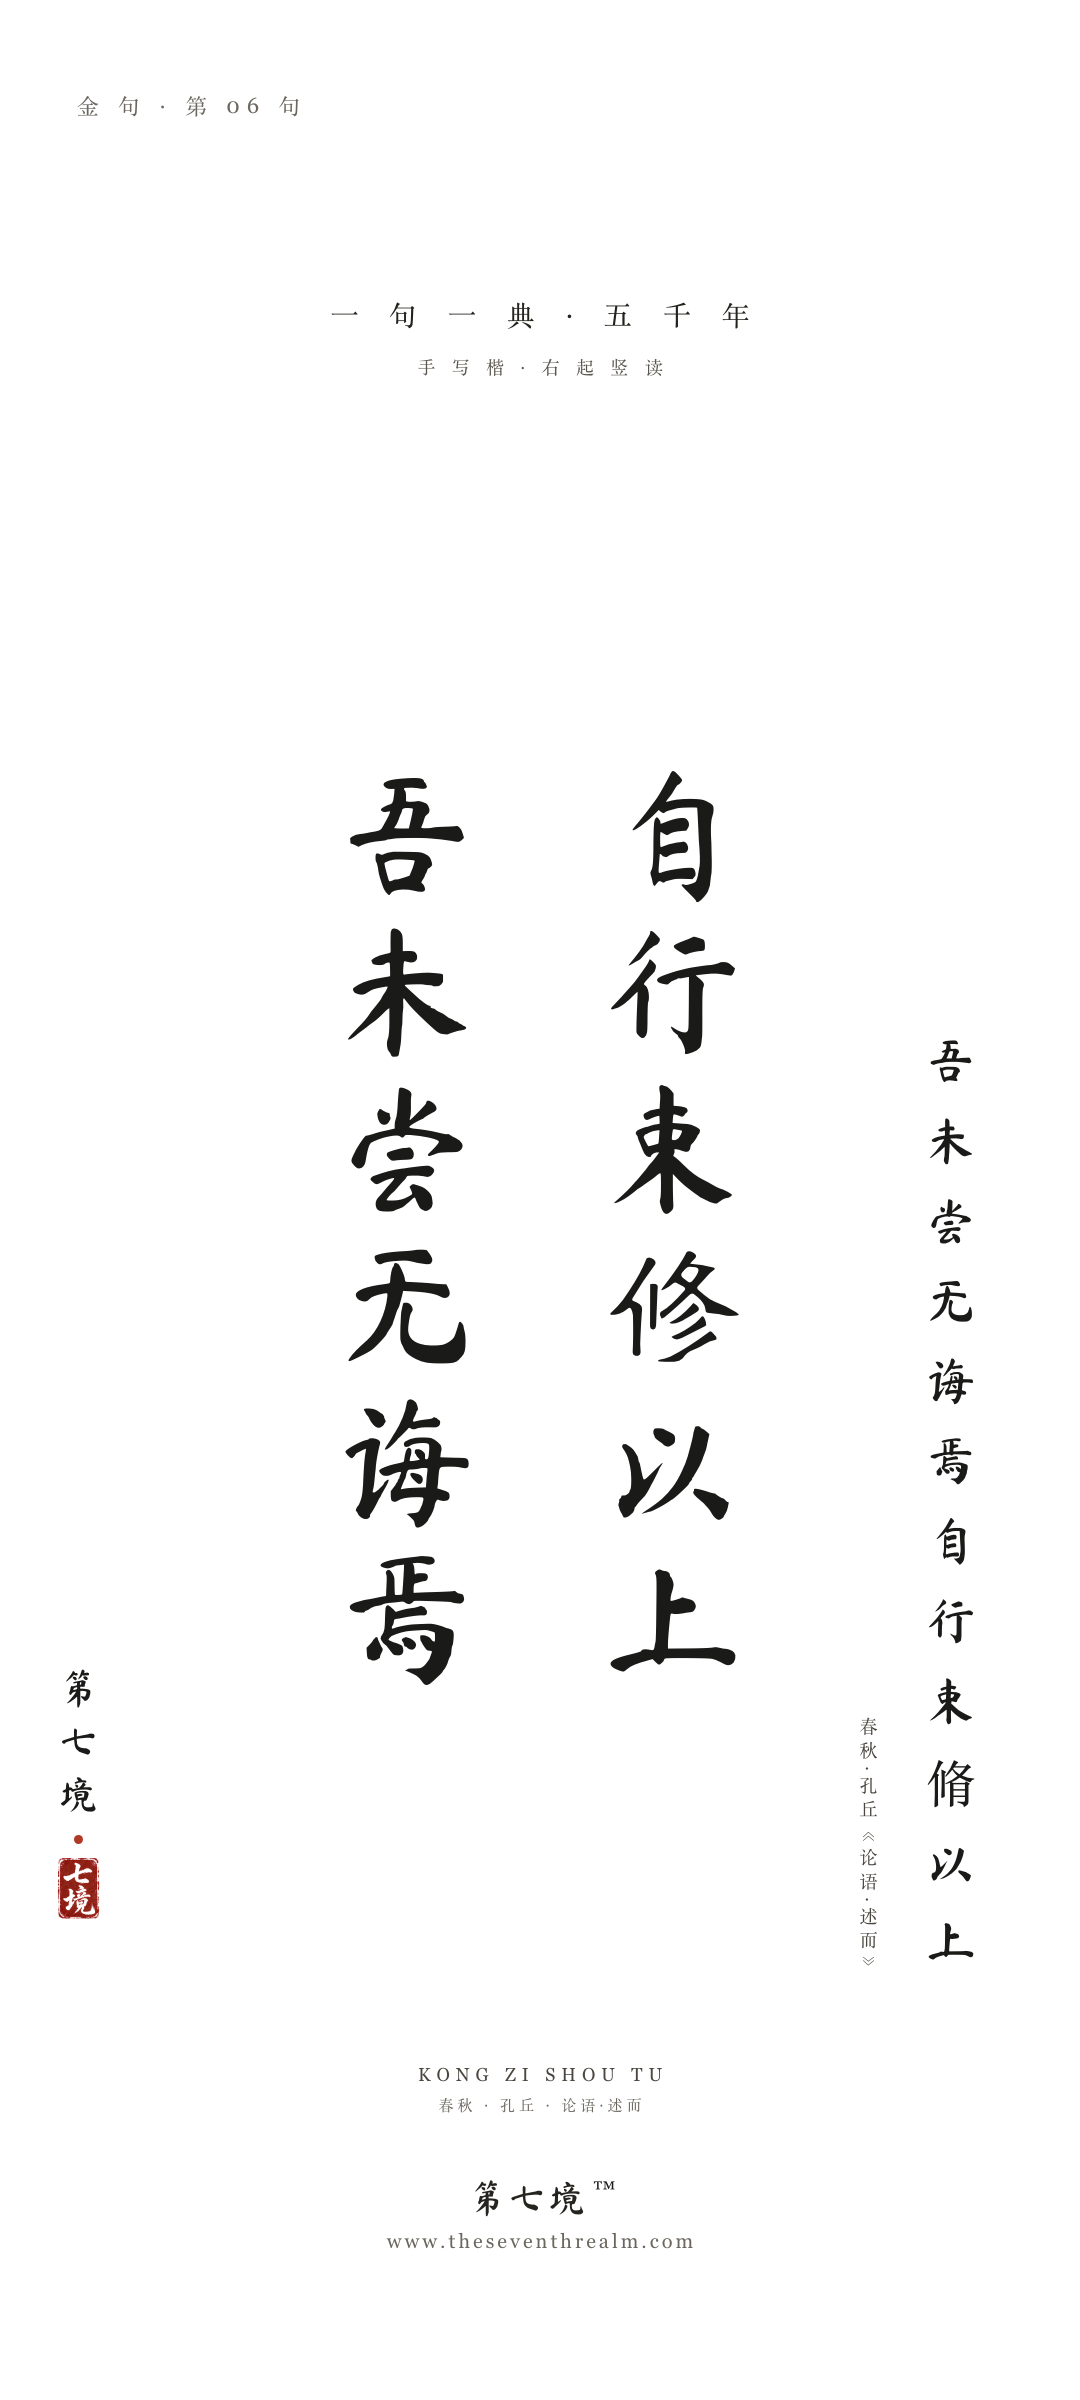 金句·第06句
一句一典·五千年
手写楷·右起竖读
自行束修以上
吾未尝无诲焉
吾未尝无诲焉自行束脩以上
春秋·孔丘《论语·述而》
第七境
七境
KONG ZI SHOU TU
春秋·孔丘·论语·述而
第七境™
www.theseventhrealm.com